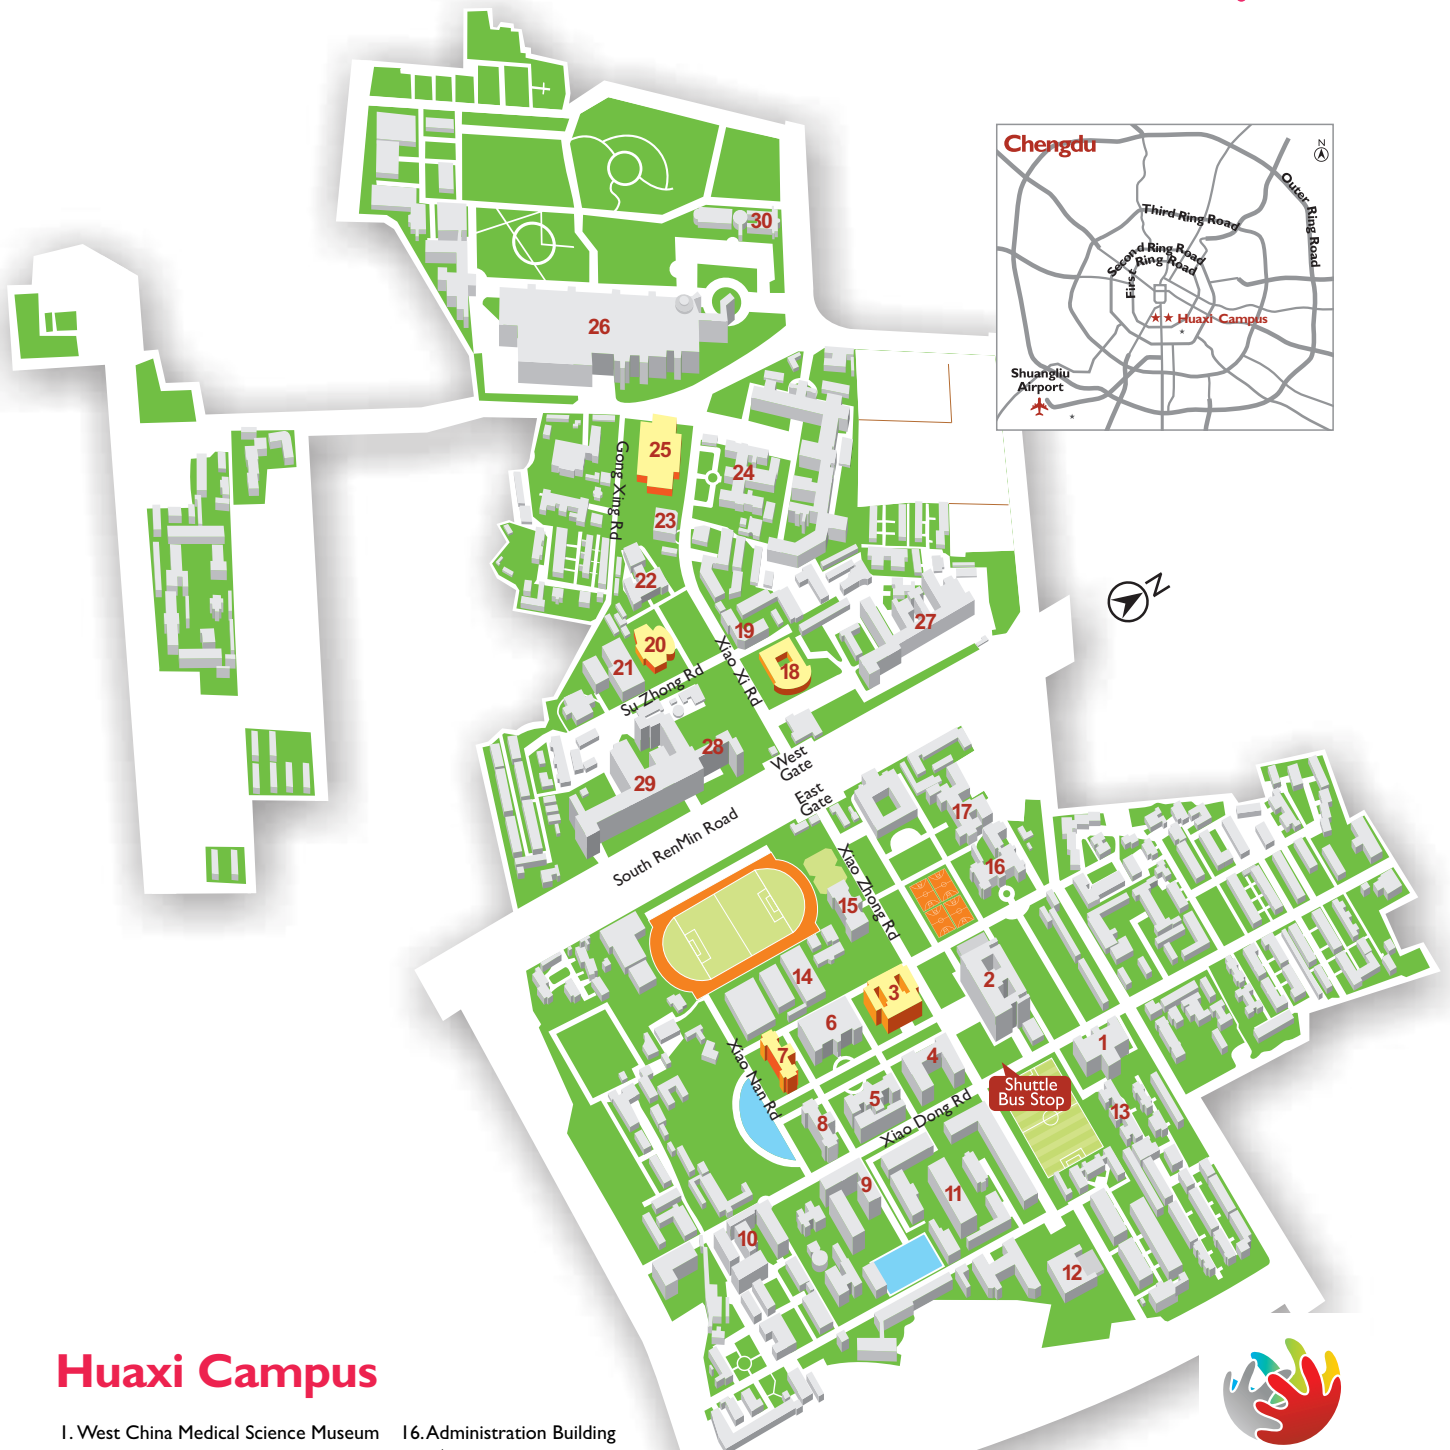 Chengdu
N
Outer Ring Road
Third Ring Road
Second Ring Road
First Ring Road
Huaxi Campus
Shuangliu
Airport
30
26
25
Gong Xing Rd
24
23
22
27
19
20
21
18
Xiao Xi Rd
Su Zhong Rd
N
28
29
West
Gate
East
Gate
South RenMin Road
17
16
Xiao Zhong Rd
15
14
2
3
6
1
7
4
Xiao Nan Rd
5
Shuttle
Bus Stop
8
Xiao Dong Rd
13
9
11
10
12
Huaxi Campus
1. West China Medical Science Museum
16. Administration Building